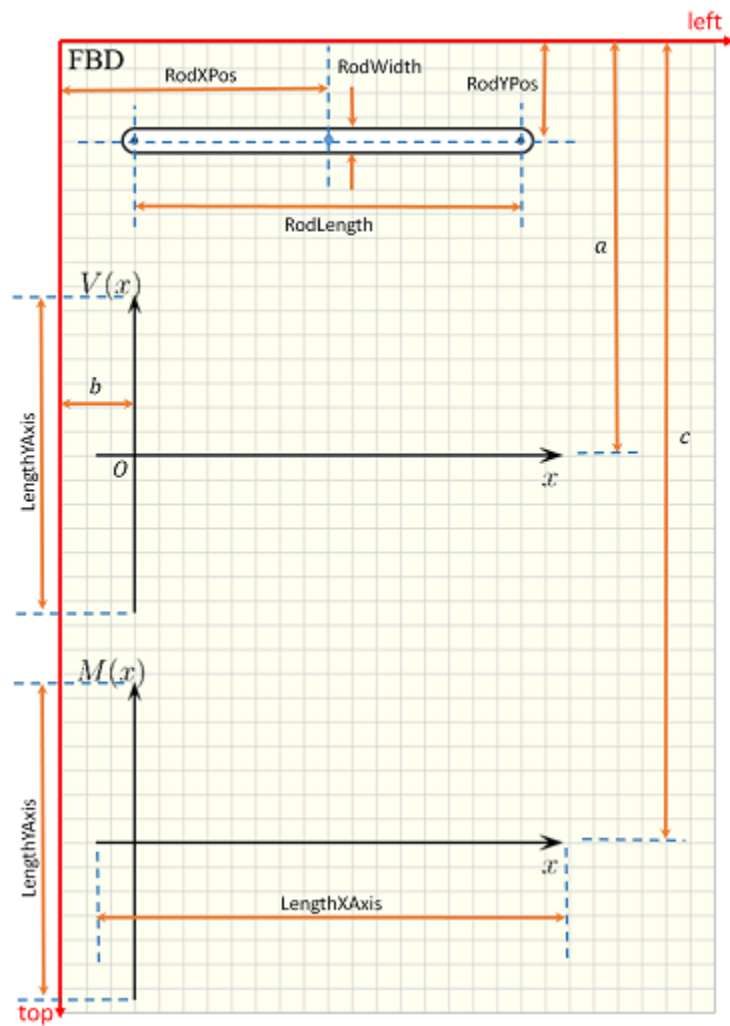 left
FBD
RodXPos
RodWidth
RodYPos
RodLength
a
V(x)
b
c
LengthYAxis
O
x
M(x)
LengthYAxis
x
LengthXAxis
top